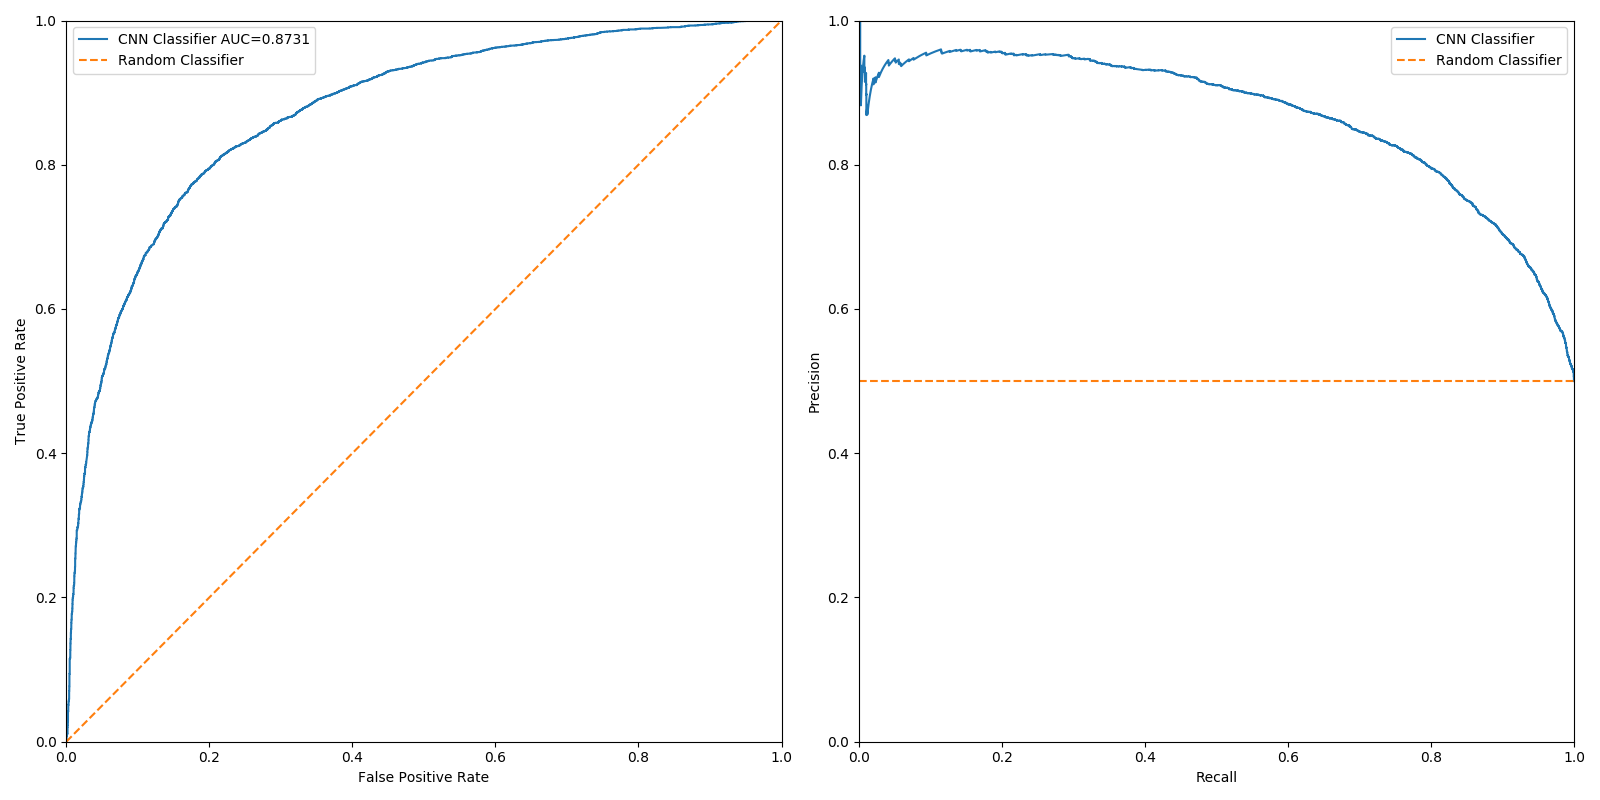 CNN Classifier AUC=0.8731
Random Classifier
1.0
0.8
0.6
0.4
0.2
0.0
True Positive Rate
0.0 0.2 0.4 0.6 0.8 1.0
False Positive Rate
CNN Classifier
Random Classifier
1.0
0.8
0.6
0.4
0.2
0.0
Precision
0.0 0.2 0.4 0.6 0.8 1.0
Recall